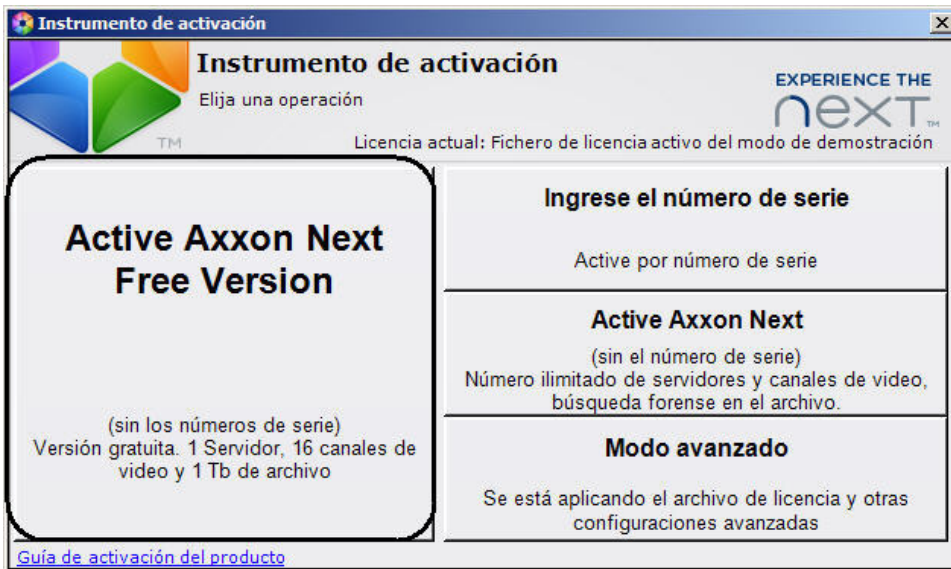 Instrumento de activación
Instrumento de activación
Elija una operación
EXPERIENCE THE
next™
TM
Licencia actual: Fichero de licencia activo del modo de demostración
Active Axxon Next
Free Version
(sin los números de serie)
Versión gratuita. 1 Servidor, 16 canales de
video y 1 Tb de archivo
Ingrese el número de serie
Active por número de serie
Active Axxon Next
(sin el número de serie)
Número ilimitado de servidores y canales de video,
búsqueda forense en el archivo.
Modo avanzado
Se está aplicando el archivo de licencia y otras
configuraciones avanzadas
Guía de activación del producto